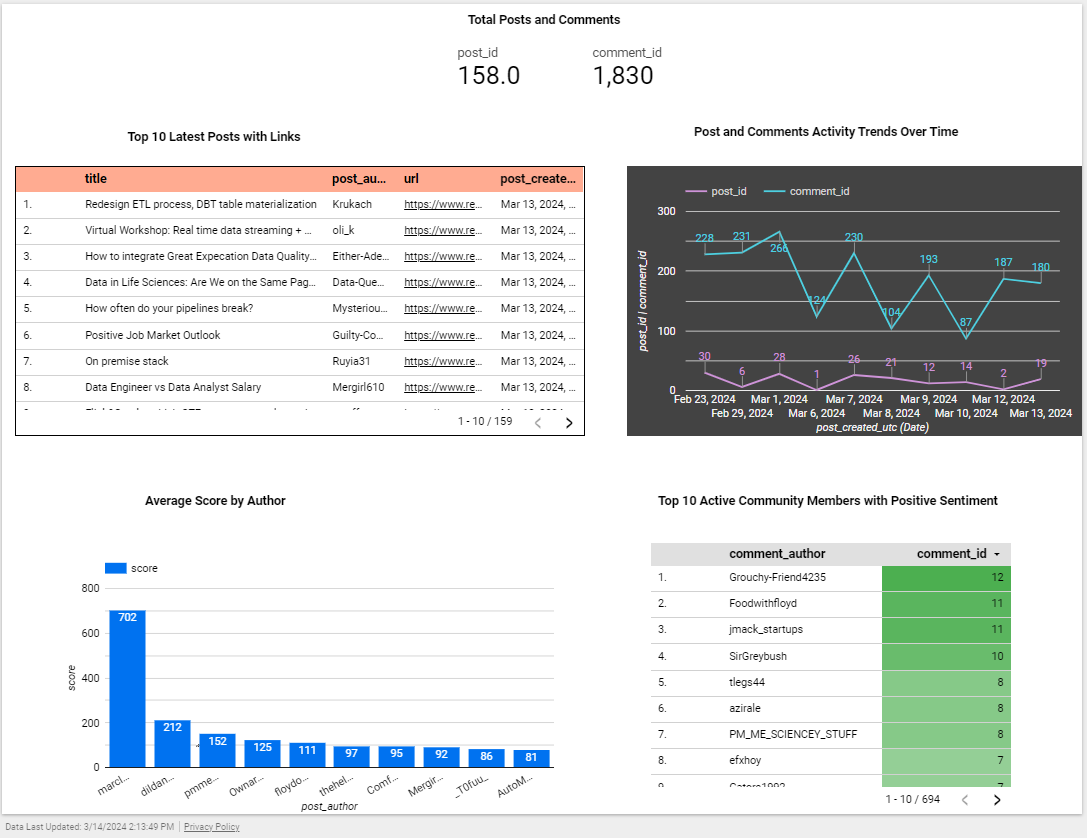 Total Posts and Comments
post_id comment_id
158.0 1,830
Top 10 Latest Posts with Links
title post_au... url post_create...
1. Redesign ETL process, DBT table materialization Krukach https://www.re... Mar 13, 2024, ...
2. Virtual Workshop: Real time data streaming + ... oli_k https://www.re... Mar 13, 2024, ...
3. How to integrate Great Expecation Data Quality... Either-Ade... https://www.re... Mar 13, 2024, ...
4. Data in Life Sciences: Are We on the Same Pag... Data-Que... https://www.re... Mar 13, 2024, ...
5. How often do your pipelines break? Mysteriou... https://www.re... Mar 13, 2024, ...
6. Positive Job Market Outlook Guilty-Co... https://www.re... Mar 13, 2024, ...
7. On premise stack Ruyia31 https://www.re... Mar 13, 2024, ...
8. Data Engineer vs Data Analyst Salary Mergirl610 https://www.re... Mar 13, 2024, ...
1 - 10 / 159
Post and Comments Activity Trends Over Time
post_id comment_id
300
200
100
0
post_id | comment_id
228 231 266 124 230 104 193 87 187 180
30 6 28 1 26 21 12 14 2 19
Feb 23, 2024 Mar 1, 2024 Mar 7, 2024 Mar 9, 2024 Mar 12, 2024
Feb 29, 2024 Mar 6, 2024 Mar 8, 2024 Mar 10, 2024 Mar 13, 2024
post_created_utc (Date)
Average Score by Author
score
800
600
400
200
0
score
702 212 152 125 111 97 95 92 86 81
marcl... dildan... pmme... Ownar... floydo... thehel... Comf... Mergir... _T0fuu_ AutoM...
post_author
Top 10 Active Community Members with Positive Sentiment
comment_author comment_id
1. Grouchy-Friend4235 12
2. Foodwithfloyd 11
3. jmack_startups 11
4. SirGreybush 10
5. tlegs44 8
6. azirale 8
7. PM_ME_SCIENCEY_STUFF 8
8. efxhoy 7
1 - 10 / 694
Data Last Updated: 3/14/2024 2:13:49 PM | Privacy Policy